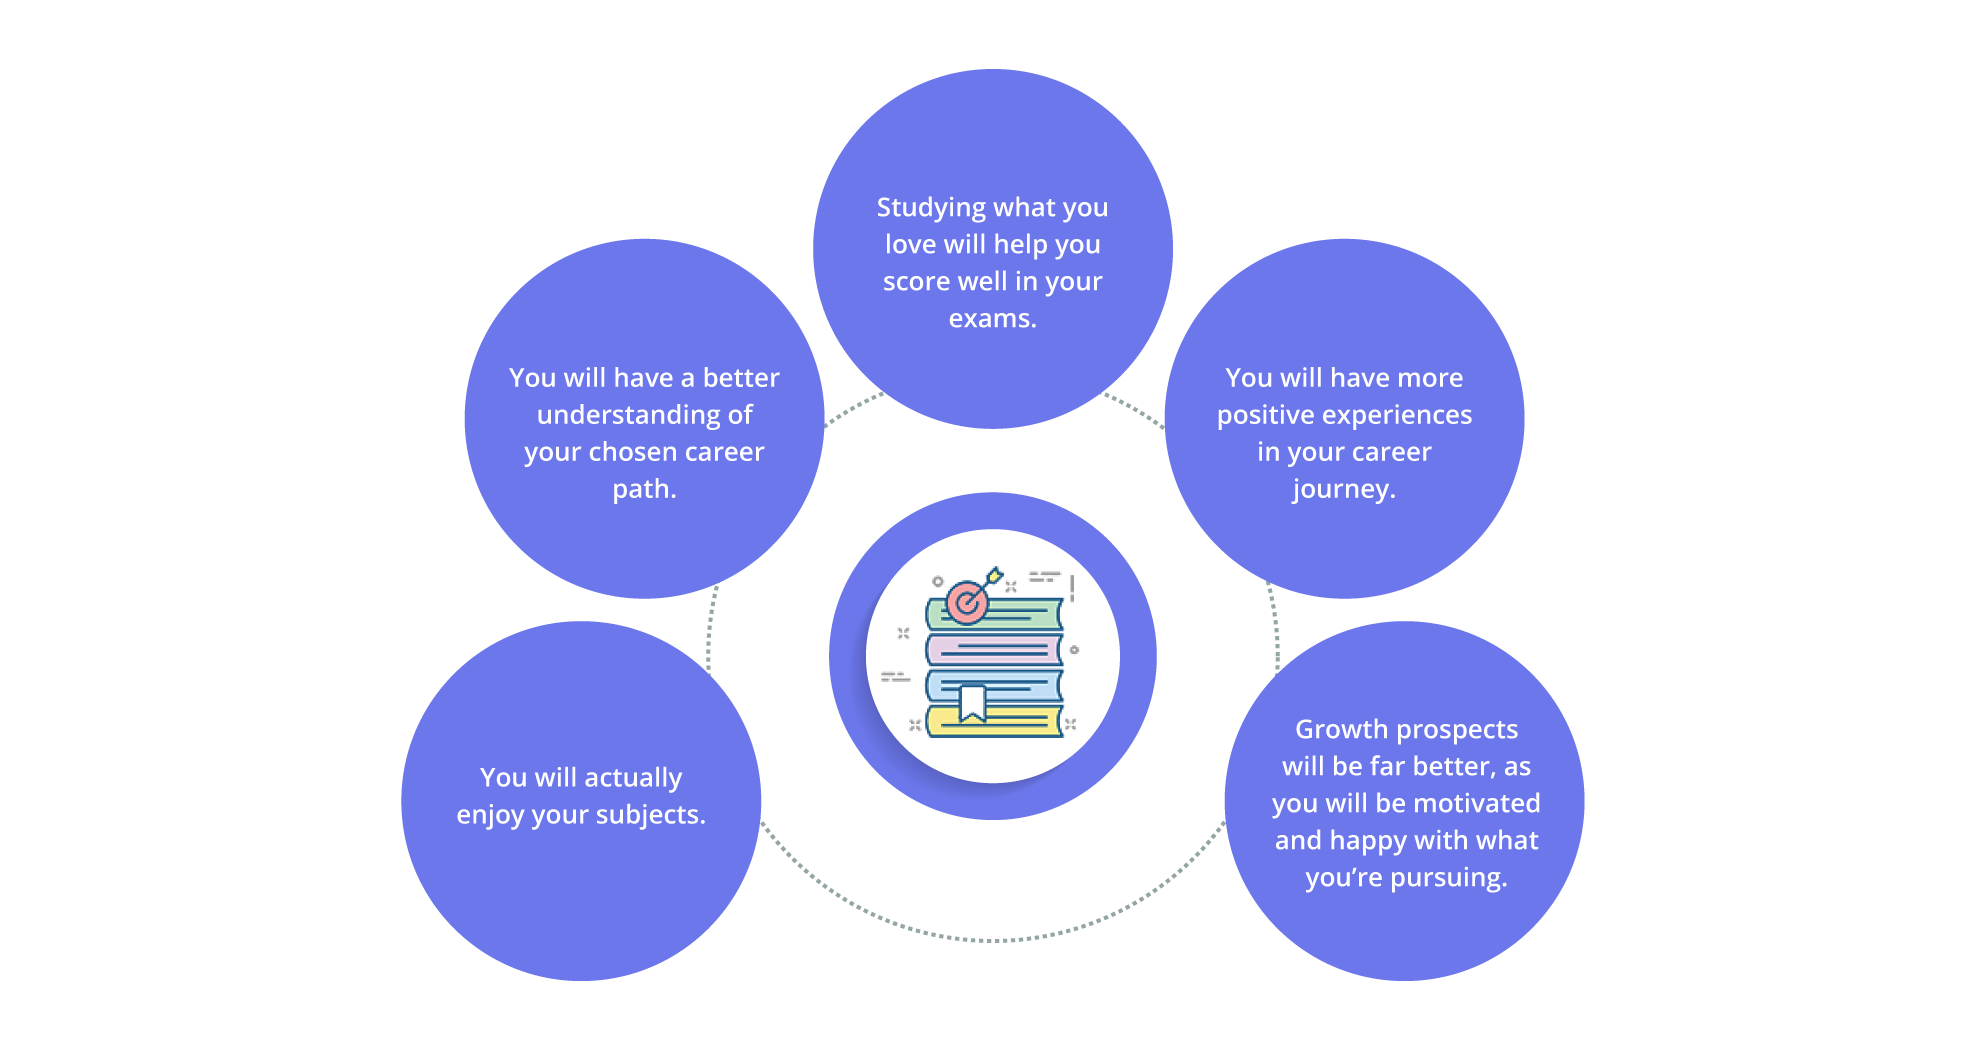 Studying what you
love will help you
score well in your
exams.
You will have a better
understanding of
your chosen career
path.
You will have more
positive experiences
in your career
journey.
You will actually
enjoy your subjects.
Growth prospects
will be far better, as
you will be motivated
and happy with what
you’re pursuing.